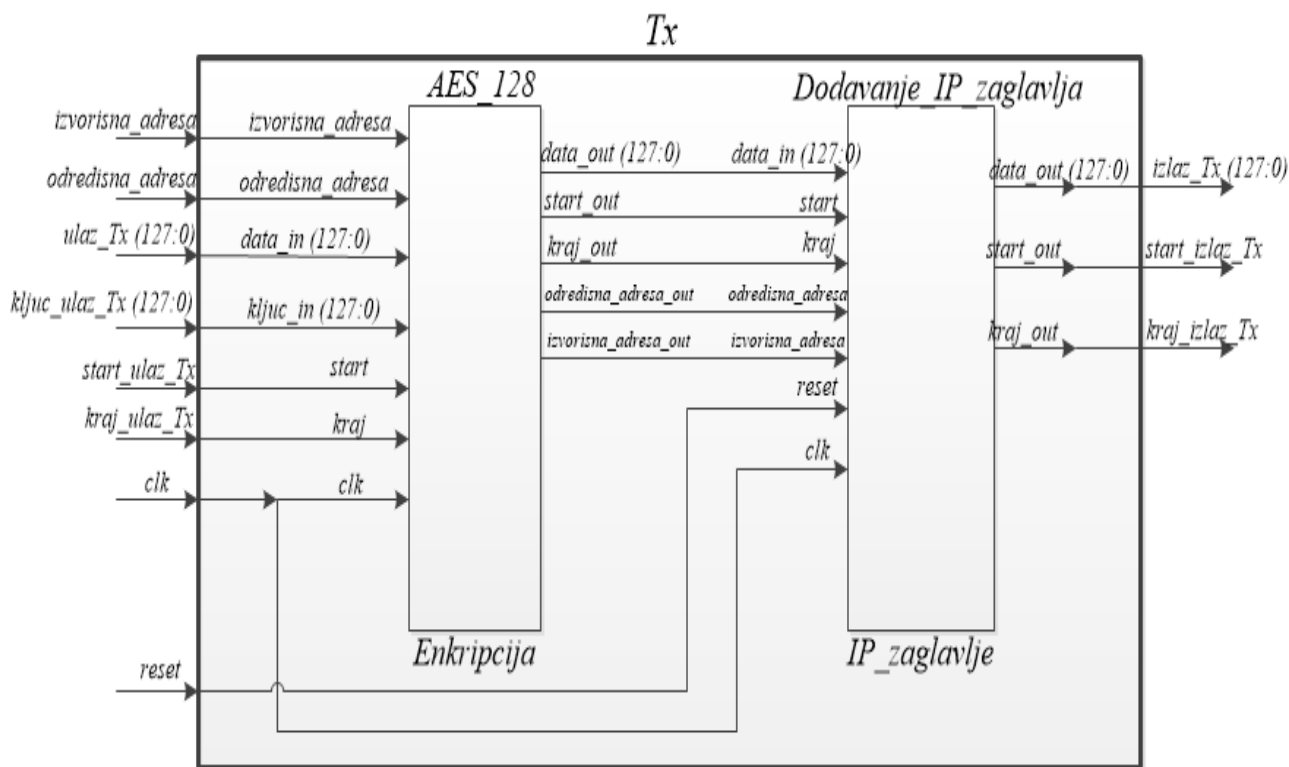 Tx
AES_128
Dodavanje_IP_zaglavlja
izvorisna_adresa
izvorisna_adresa
odredisna_adresa
odredisna_adresa
ulaz_Tx (127:0)
data_in (127:0)
kljuc_ulaz_Tx (127:0)
kljuc_in (127:0)
start_ulaz_Tx
start
kraj_ulaz_Tx
kraj
clk
clk
reset
data_out (127:0)
data_in (127:0)
start_out
start
kraj_out
kraj
odredisna_adresa_out
odredisna_adresa
izvorisna_adresa_out
izvorisna_adresa
reset
clk
data_out (127:0)
izlaz_Tx (127:0)
start_out
start_izlaz_Tx
kraj_out
kraj_izlaz_Tx
Enkripcija
IP_zaglavlje